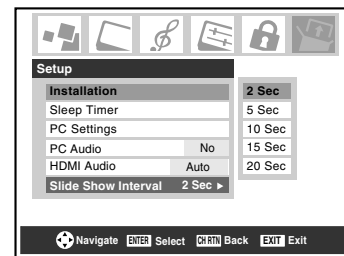 Setup
Installation
Sleep Timer
PC Settings
PC Audio No
HDMI Audio Auto
Slide Show Interval 2 Sec ▶
2 Sec
5 Sec
10 Sec
15 Sec
20 Sec
Navigate ENTER Select CH RTN Back EXIT Exit